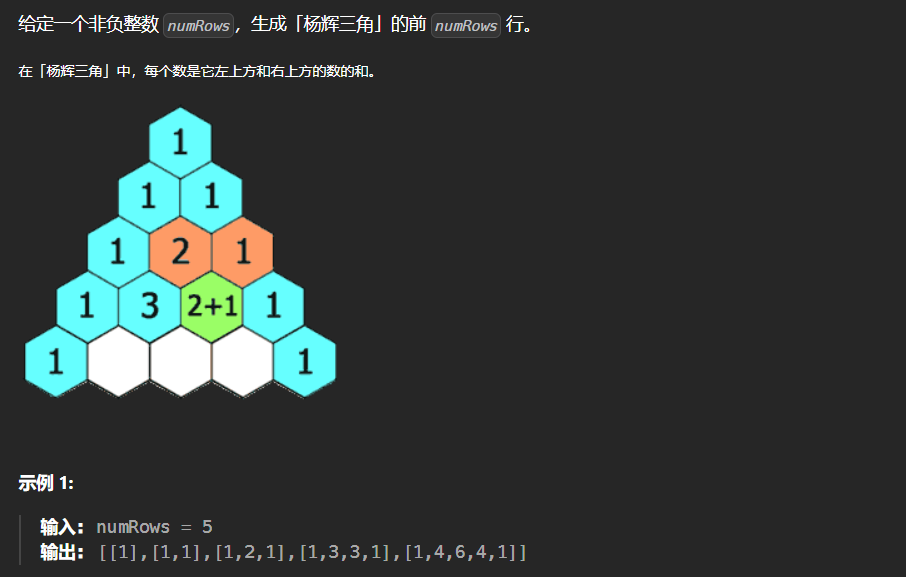 给定一个非负整数 numRows，生成「杨辉三角」的前 numRows 行。
在「杨辉三角」中，每个数是它左上方和右上方的数的和。
1
1 1
1 2 1
1 3 2+1 1
1 1
示例 1:
输入: numRows = 5
输出: [[1],[1,1],[1,2,1],[1,3,3,1],[1,4,6,4,1]]